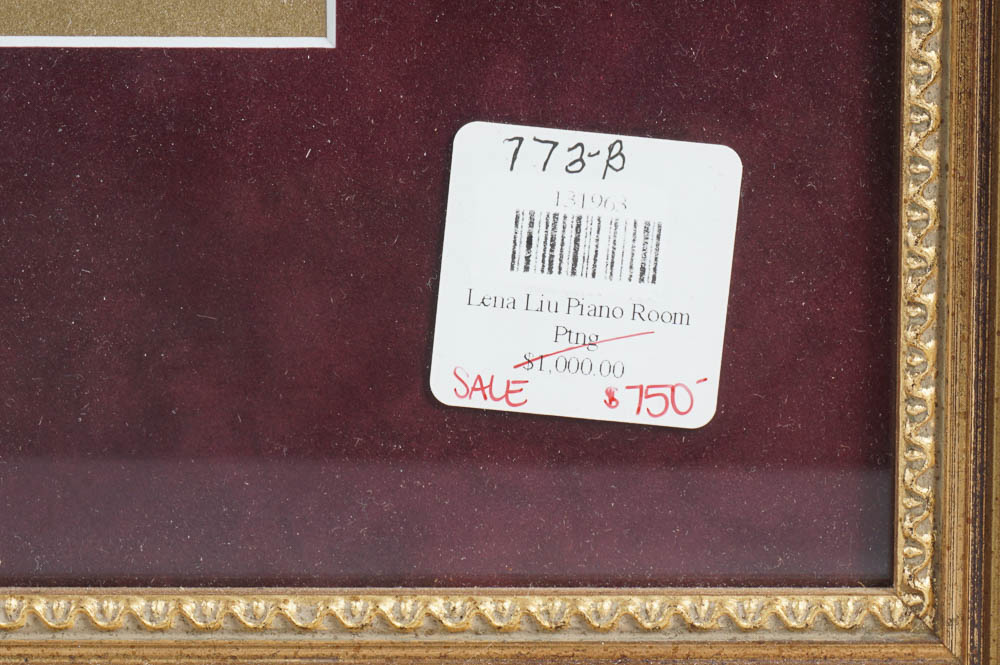 773-B
131963
Lena Liu Piano Room
Ptng
$1,000.00
SALE $750-